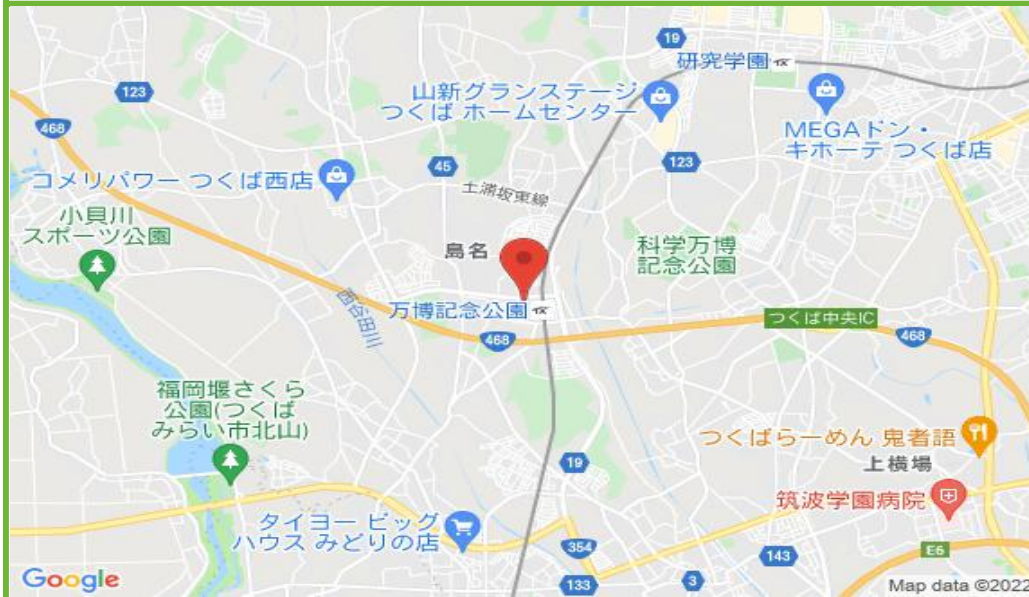 19
研究学園
123
山新グランステージ
つくば ホームセンター
468
MEGAドン・
キホーテ つくば店
45
123
コメリパワー つくば西店
土浦坂東線
小貝川
スポーツ公園
島名
科学万博
記念公園
西谷田川
万博記念公園
つくば中央IC
468
468
福岡堰さくら
公園(つくば
みらい市北山)
つくばらーめん 鬼者語
上横場
19
筑波学園病院
タイヨー ビッグ
ハウス みどりの店
354
143
E6
Google
133
3
Map data ©2022